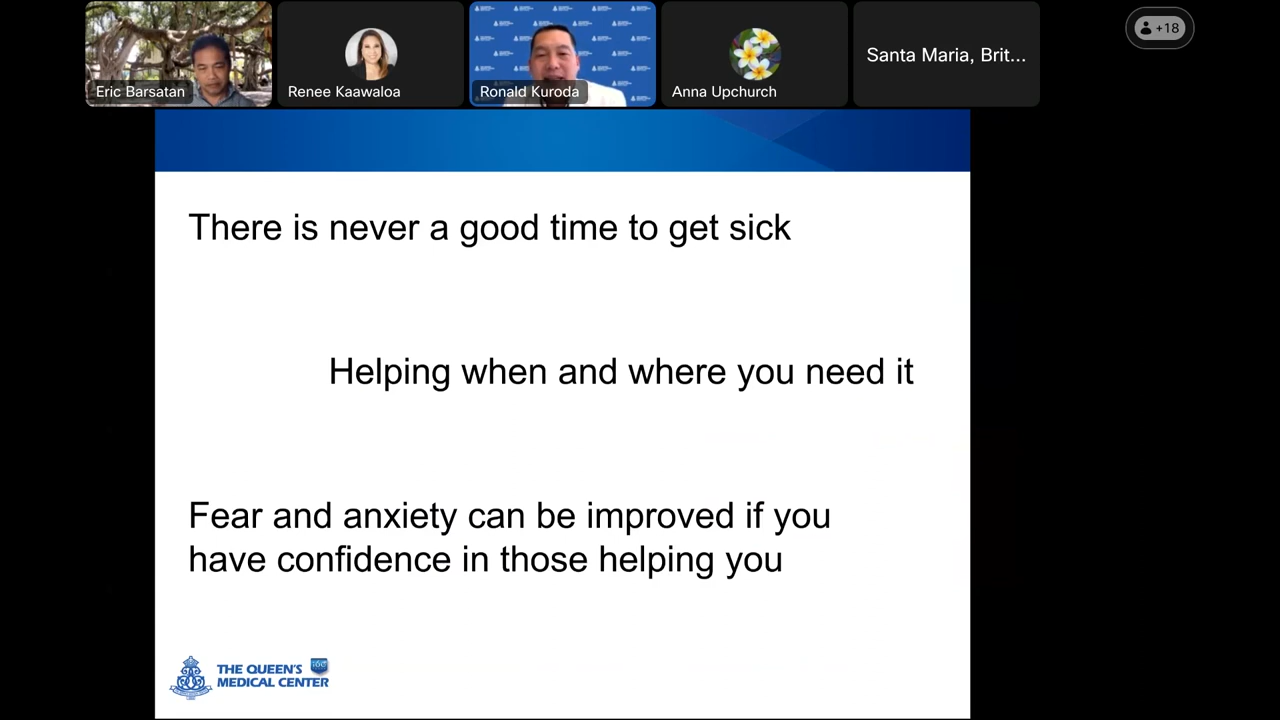 Eric Barsatan
Renee Kaawaloa
Ronald Kuroda
Anna Upchurch
Santa Maria, Brit...
+18
There is never a good time to get sick
Helping when and where you need it
Fear and anxiety can be improved if you
have confidence in those helping you
THE QUEEN'S
MEDICAL CENTER